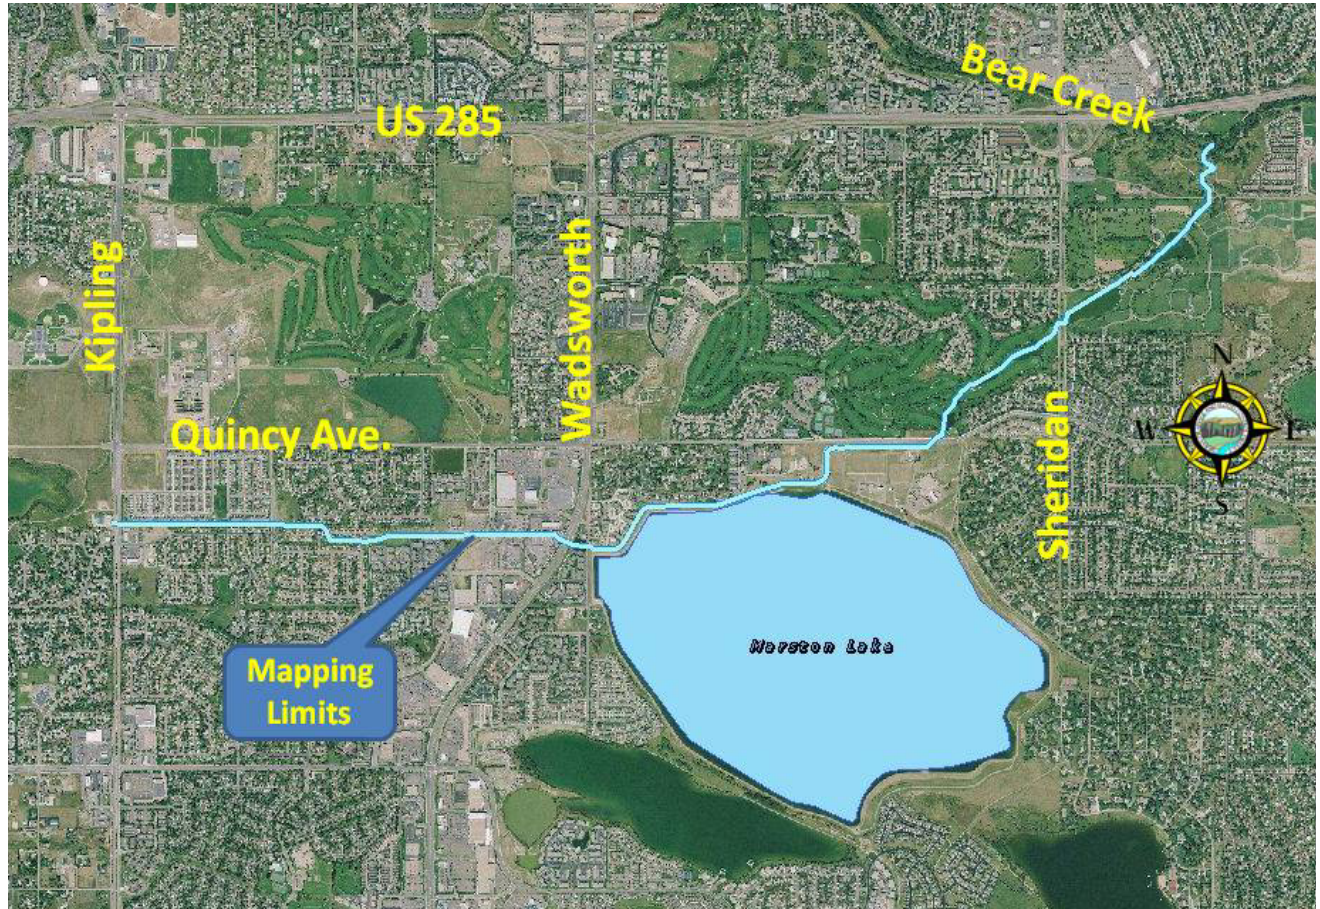 Bear Creek
US 285
Kipling
Wadsworth
Quincy Ave.
Sheridan
N
W
E
S
Marston Lake
Mapping
Limits